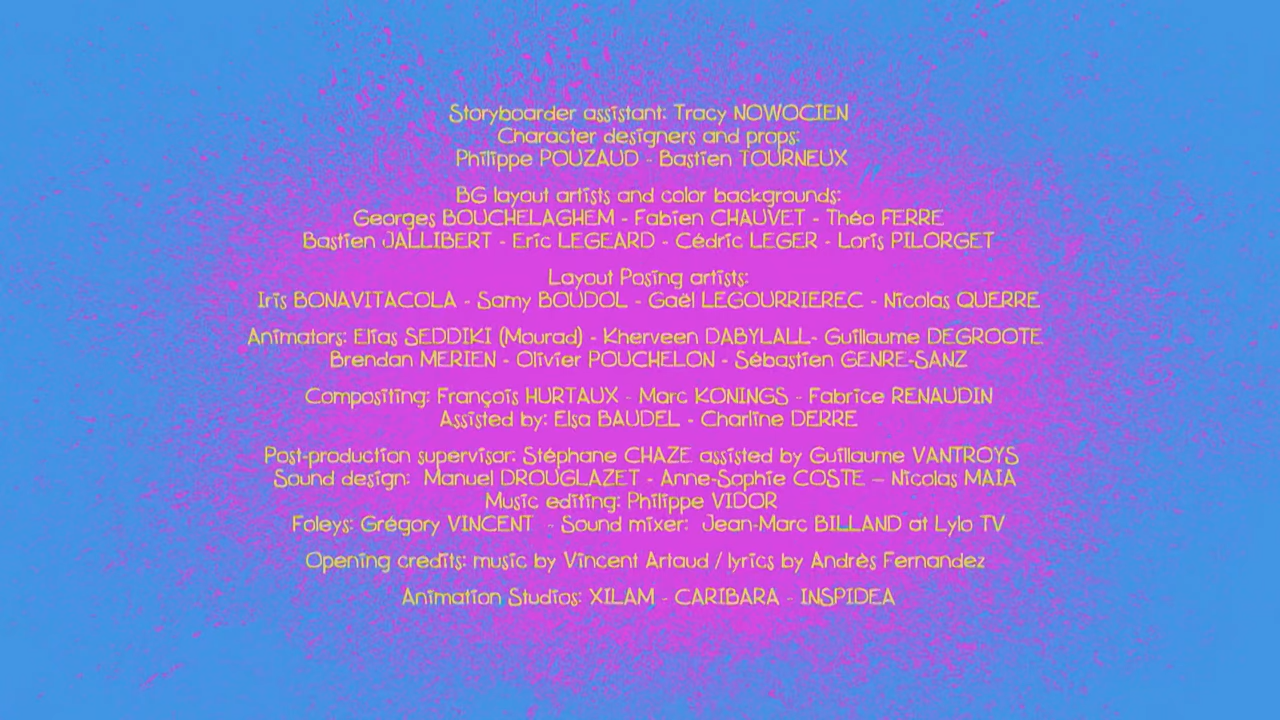 Storyboarder assistant: Tracy NOWOCIEN
Character designers and props:
Philippe POUZAUD - Bastien TOURNEUX
BG layout artists and color backgrounds:
Georges BOUCHELAGHEM - Fabien CHAUVET - Théo FERRE
Bastien JALLIBERT - Eric LEGEARD - Cédric LEGER - Loris PILORGET
Layout Posing artists:
Iris BONAVITACOLA - Samy BOUDOL - Gaël LEGOURRIEREC - Nicolas QUERRE
Animators: Elias SEDDIKI (Mourad) - Kherveen DABYLALL- Guillaume DEGROOTE
Brendan MERIEN - Olivier POUCHELON - Sébastien GENRE-SANZ
Compositing: François HURTAUX - Marc KONINGS - Fabrice RENAUDIN
Assisted by: Elsa BAUDEL - Charline DERRE
Post-production supervisor: Stéphane CHAZE assisted by Guillaume VANTROYS
Sound design: Manuel DROUGLAZET - Anne-Sophie COSTE – Nicolas MAIA
Music editing: Philippe VIDOR
Foleys: Grégory VINCENT - Sound mixer: Jean-Marc BILLAND at Lylo TV
Opening credits: music by Vincent Artaud / lyrics by Andrès Fernandez
Animation Studios: XILAM - CARIBARA - INSPIDEA